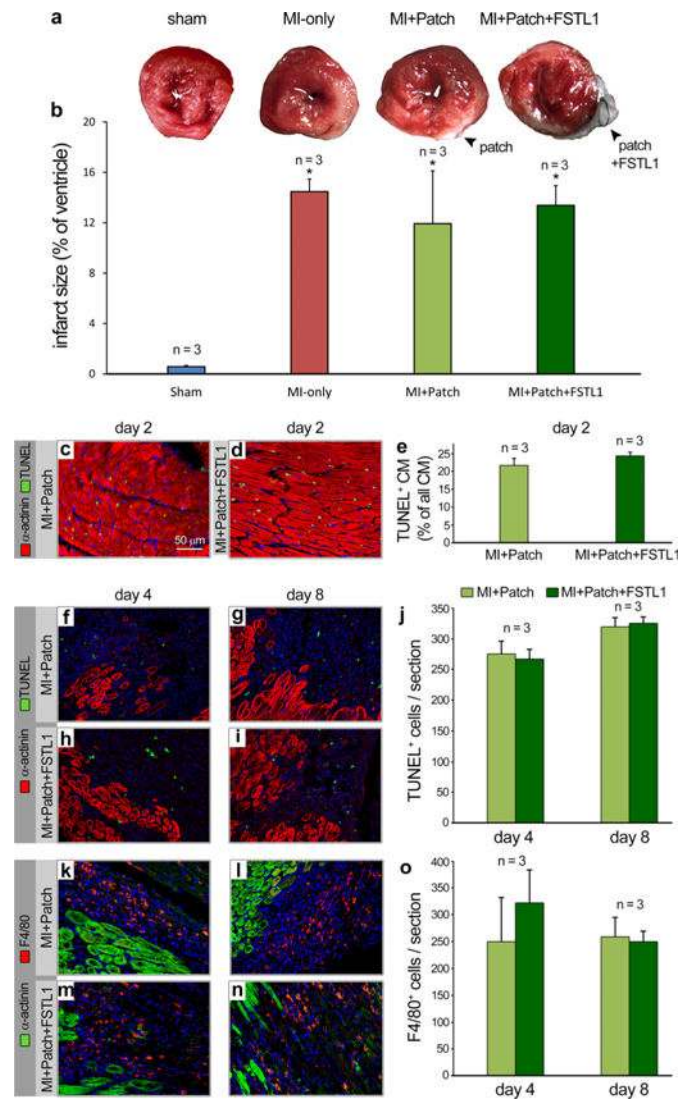 a
sham MI-only MI+Patch MI+Patch+FSTL1
patch
patch
+FSTL1
b
infarct size (% of ventricle)
20
16
12
8
4
0
n = 3
n = 3
*
n = 3
*
n = 3
*
Sham MI-only MI+Patch MI+Patch+FSTL1
day 2 day 2 day 2
α-actinin TUNEL
MI+Patch
c
50 µm
MI+Patch+FSTL1
d
e
TUNEL⁺ CM
(% of all CM)
30
25
20
15
10
5
0
n = 3
n = 3
MI+Patch MI+Patch+FSTL1
day 4 day 8
α-actinin TUNEL
MI+Patch
MI+Patch+FSTL1
f
g
h
i
j
MI+Patch MI+Patch+FSTL1
TUNEL⁺ cells / section
350
300
250
200
150
100
50
0
n = 3
n = 3
day 4 day 8
α-actinin F4/80
MI+Patch
MI+Patch+FSTL1
k
l
m
n
o
F4/80⁺ cells / section
400
350
300
250
200
150
100
50
0
n = 3
n = 3
day 4 day 8